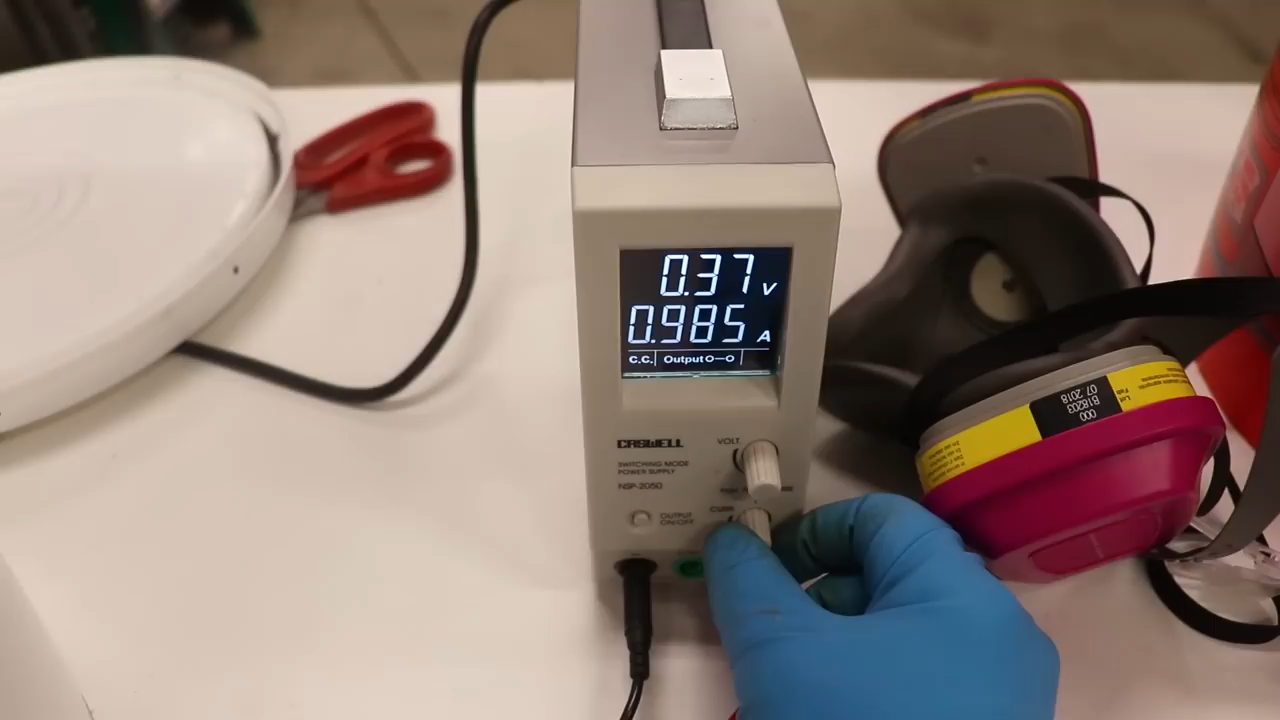 0.37 V
0.985 A
C.C. Output
CASWELL
SWITCHING MODE
POWER SUPPLY
NSP-2050
VOLT
CURR
OUTPUT
ON/OFF
000
B18203
07.2018